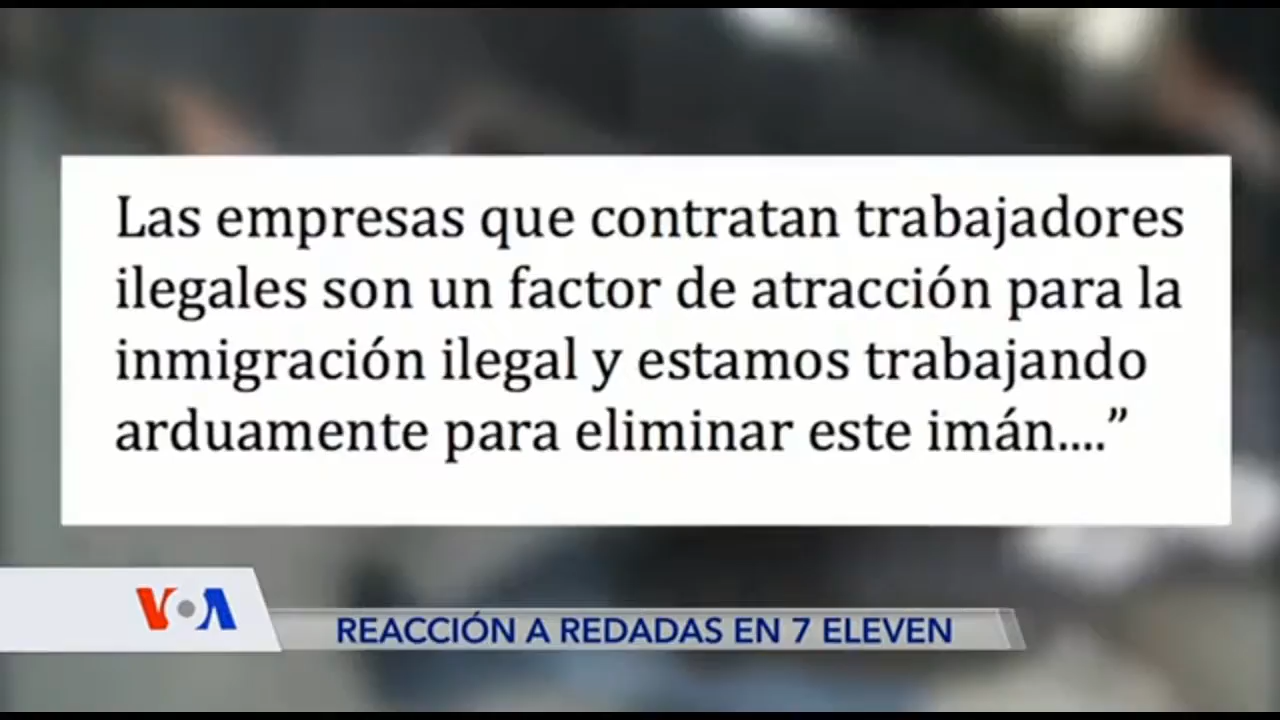 Las empresas que contratan trabajadores
ilegales son un factor de atracción para la
inmigración ilegal y estamos trabajando
arduamente para eliminar este imán....”
VOA
REACCIÓN A REDADAS EN 7 ELEVEN